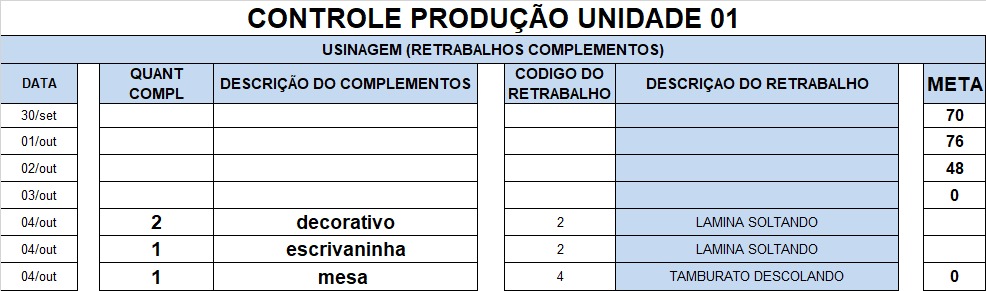 CONTROLE PRODUÇÃO UNIDADE 01
USINAGEM (RETRABALHOS COMPLEMENTOS)
DATA QUANT COMPL DESCRIÇÃO DO COMPLEMENTOS CODIGO DO RETRABALHO DESCRIÇAO DO RETRABALHO META
30/set 70
01/out 76
02/out 48
03/out 0
04/out 2 decorativo 2 LAMINA SOLTANDO
04/out 1 escrivaninha 2 LAMINA SOLTANDO
04/out 1 mesa 4 TAMBURATO DESCOLANDO 0